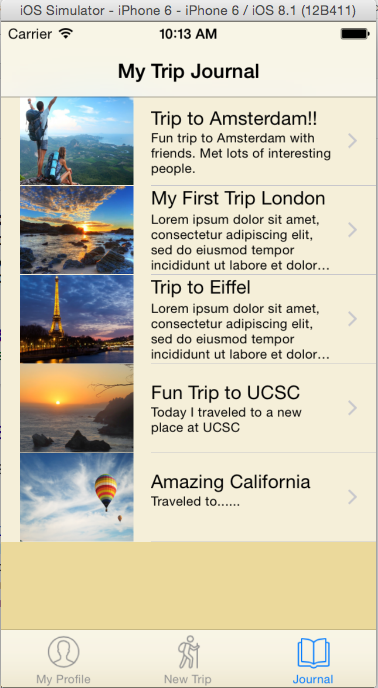 iOS Simulator - iPhone 6 - iPhone 6 / iOS 8.1 (12B411)
Carrier 10:13 AM
My Trip Journal
Trip to Amsterdam!!
Fun trip to Amsterdam with
friends. Met lots of interesting
people.
My First Trip London
Lorem ipsum dolor sit amet,
consectetur adipiscing elit,
sed do eiusmod tempor
incididunt ut labore et dolor...
Trip to Eiffel
Lorem ipsum dolor sit amet,
consectetur adipiscing elit,
sed do eiusmod tempor
incididunt ut labore et dolor...
Fun Trip to UCSC
Today I traveled to a new
place at UCSC
Amazing California
Traveled to......
My Profile New Trip Journal